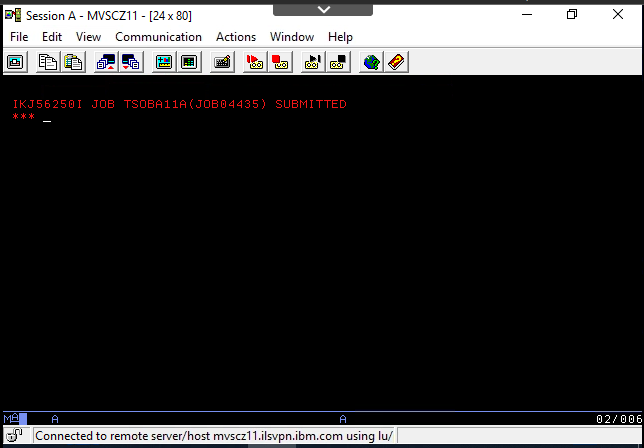 Session A - MVSCZ11 - [24 x 80]
File Edit View Communication Actions Window Help
IKJ56250I JOB TSOBA11A(JOB04435) SUBMITTED
*** _
MA A A 02/006
Connected to remote server/host mvscz11.ilsvpn.ibm.com using lu/